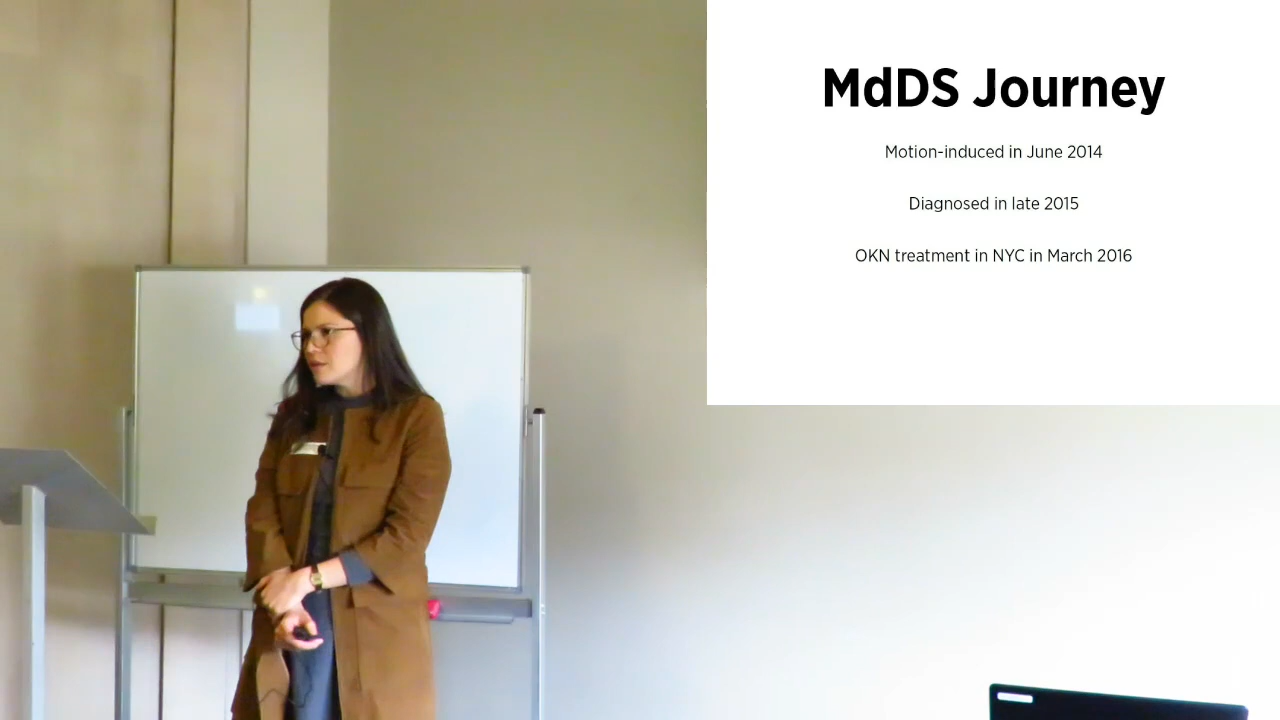 MdDS Journey
Motion-induced in June 2014
Diagnosed in late 2015
OKN treatment in NYC in March 2016